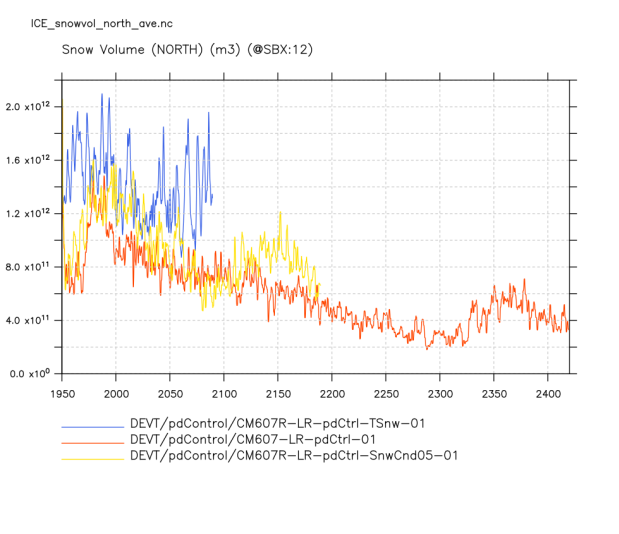 ICE_snowvol_north_ave.nc
Snow Volume (NORTH) (m3) (@SBX:12)
2.0 x10¹²
1.6 x10¹²
1.2 x10¹²
8.0 x10¹¹
4.0 x10¹¹
0.0 x10⁰
1950 2000 2050 2100 2150 2200 2250 2300 2350 2400
DEVT/pdControl/CM607R-LR-pdCtrl-TSnw-01
DEVT/pdControl/CM607-LR-pdCtrl-01
DEVT/pdControl/CM607R-LR-pdCtrl-SnwCnd05-01